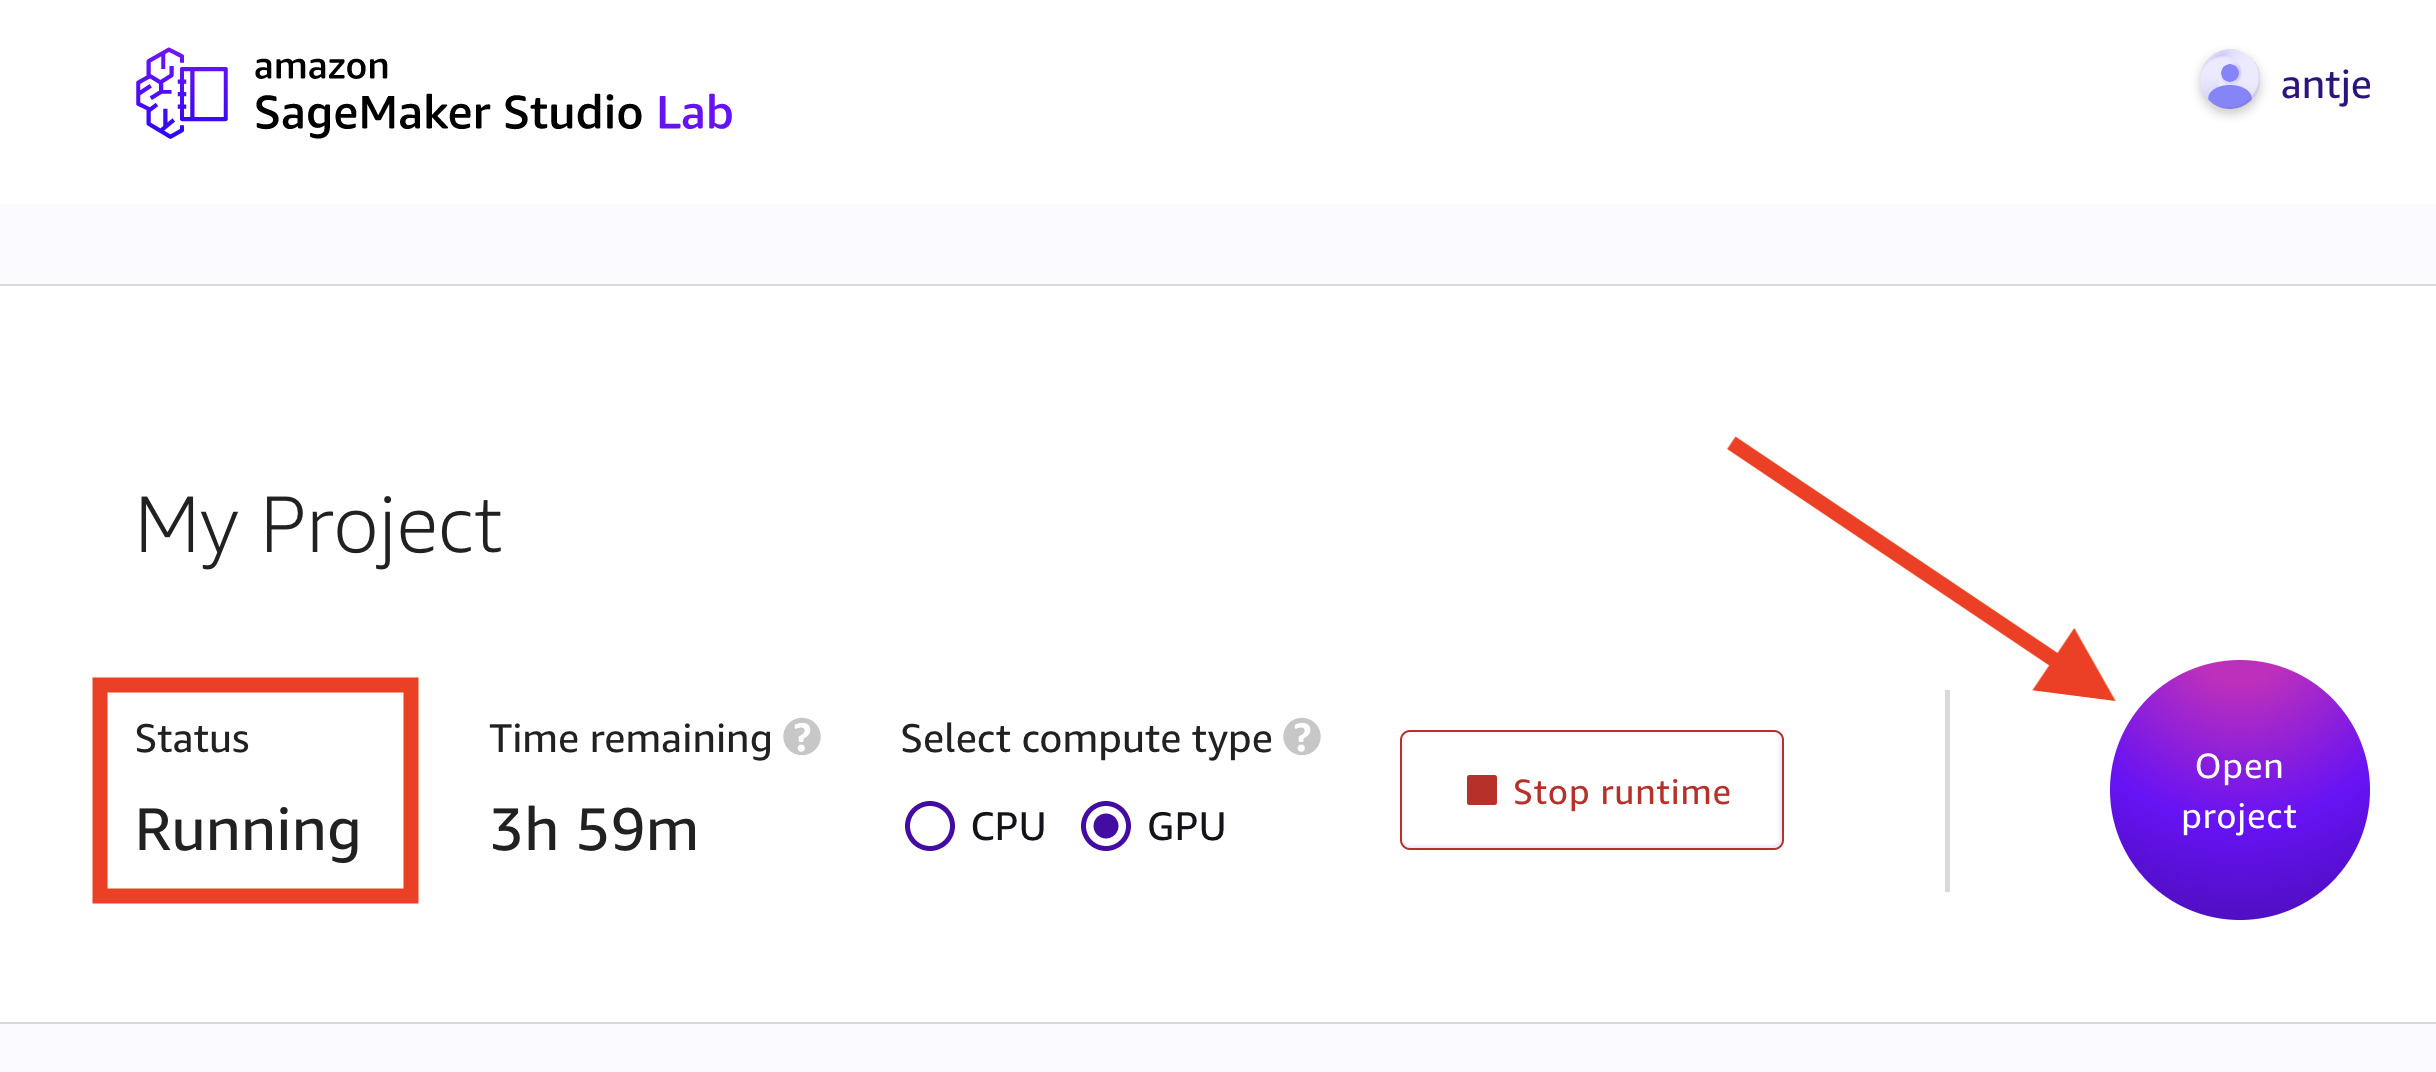 amazon
SageMaker Studio Lab
antje
My Project
Status
Running
Time remaining ?
3h 59m
Select compute type ?
CPU GPU
Stop runtime
Open
project